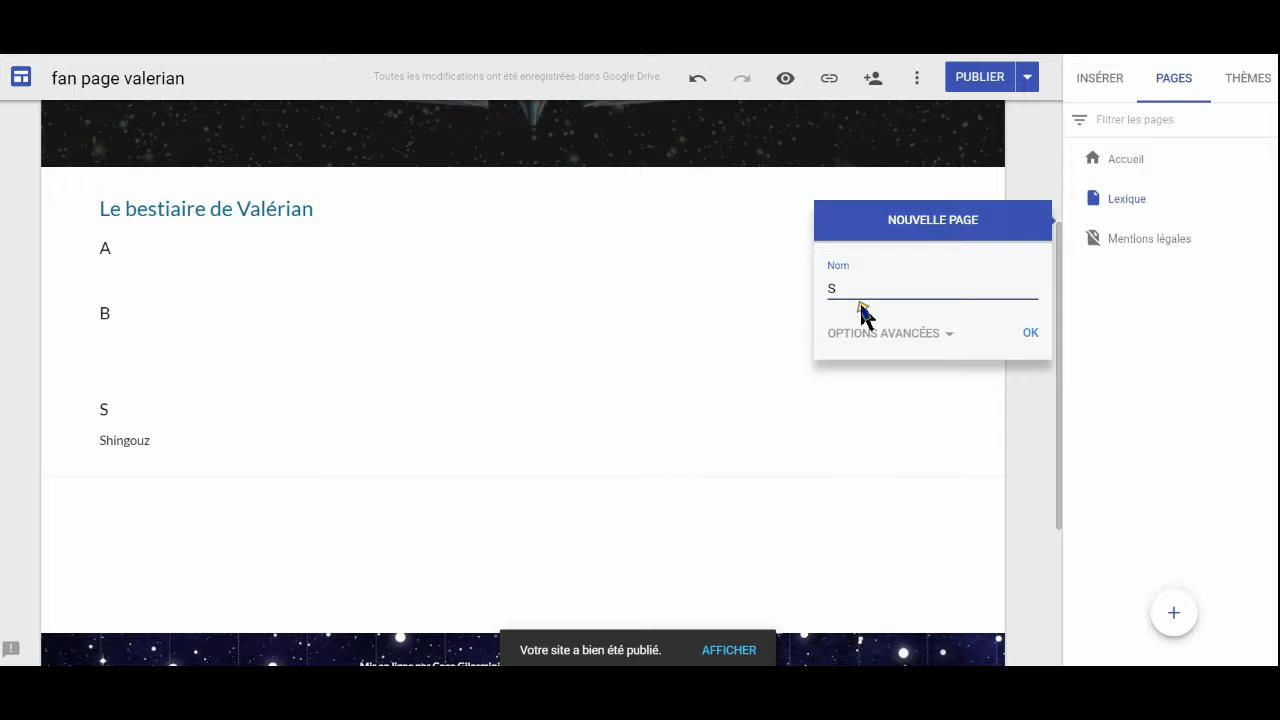 fan page valerian
Toutes les modifications ont été enregistrées dans Google Drive.
PUBLIER
INSÉRER
PAGES
THÈMES
Filtrer les pages
Accueil
Lexique
Mentions légales
Le bestiaire de Valérian
A
B
S
Shingouz
NOUVELLE PAGE
Nom
S
OPTIONS AVANCÉES
OK
Votre site a bien été publié.
AFFICHER